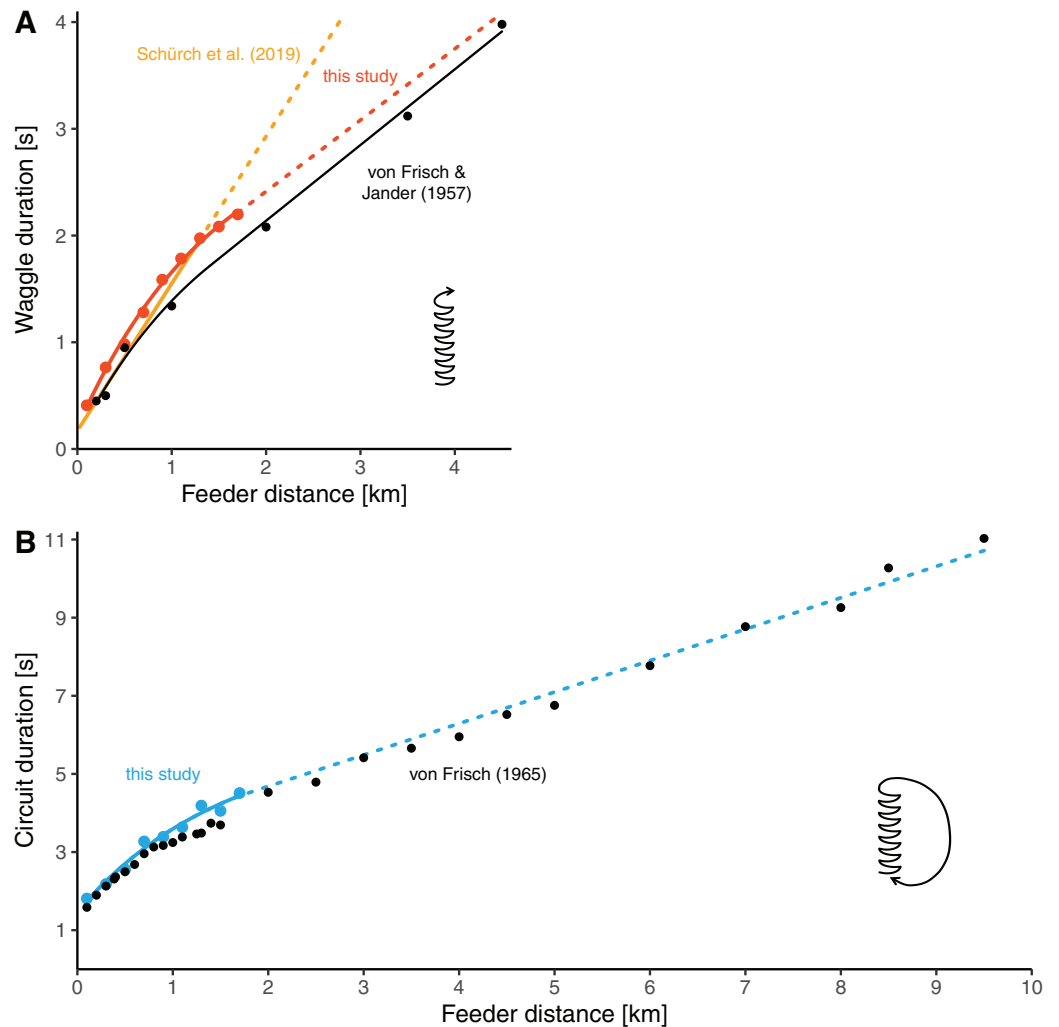 A
4
3
2
1
0
Waggle duration [s]
Schürch et al. (2019)
this study
von Frisch &
Jander (1957)
0 1 2 3 4
Feeder distance [km]
B
11
9
7
5
3
1
Circuit duration [s]
this study
von Frisch (1965)
0 1 2 3 4 5 6 7 8 9 10
Feeder distance [km]